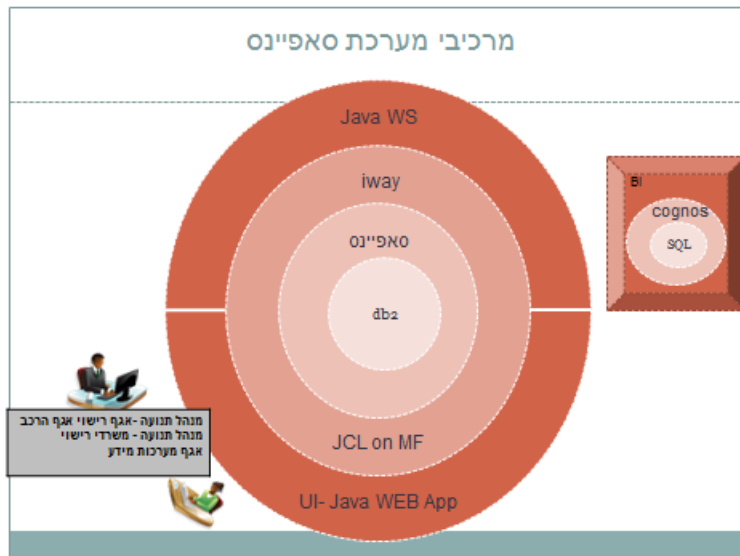 מרכיבי מערכת סאפיינס
Java WS
iway
סאפיינס
db2
JCL on MF
UI- Java WEB App
BI
cognos
SQL
מנהל תנועה -אגף רישוי אגף הרכב
מנהל תנועה - משרדי רישוי
אגף מערכות מידע